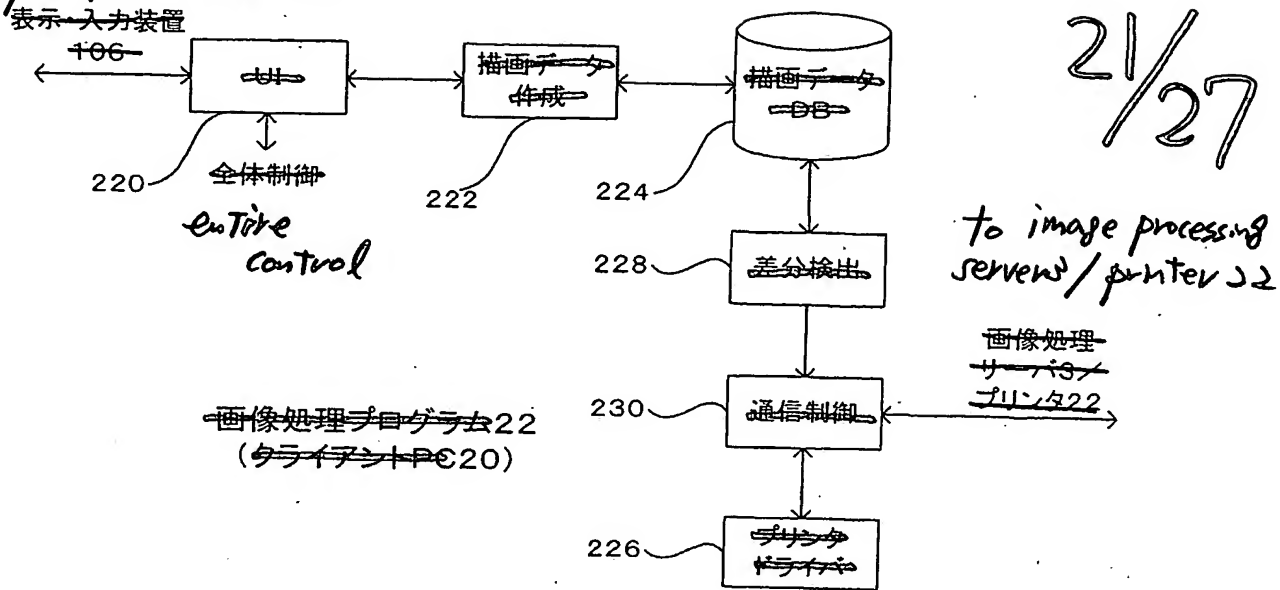 表示・入力装置
106
UI
描画データ
作成
描画データ
DB
21/27
220
全体制御
222
224
entire
control
to image processing
servers/printer 22
228
差分検出
画像処理
サーバ3/
プリンタ22
230
通信制御
画像処理プログラム22
(クライアントPC20)
226
プリンタ
ドライバ